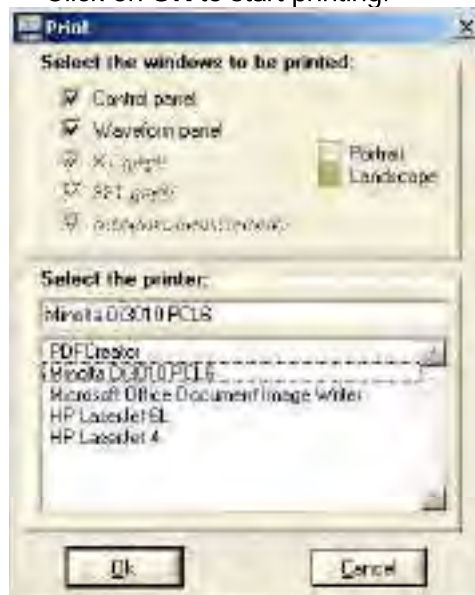 Click on OK to start printing.
Print
Select the windows to be printed:
Control panel
Waveform panel
Portrait
Landscape
Select the printer:
Minolta Di3010 PCL6
PDFCreator
Minolta Di3010 PCL6
Microsoft Office Document Image Writer
HP LaserJet 6L
HP LaserJet 4
Ok
Cancel